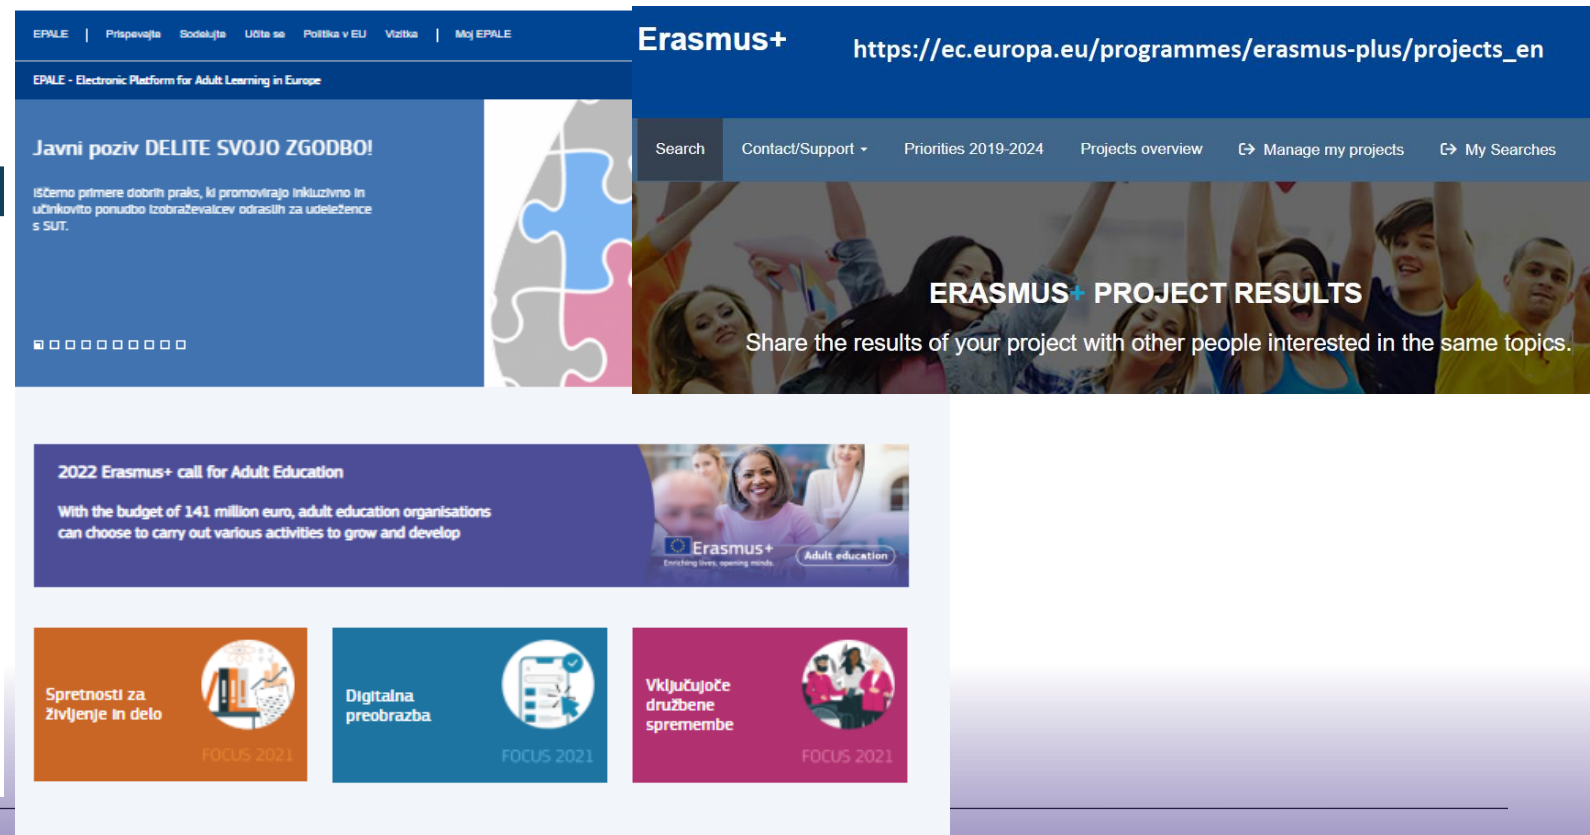 EPALE | Prispevajte Sodelujte Učite se Politika v EU Vizitka | Moj EPALE
EPALE - Electronic Platform for Adult Learning in Europe
Javni poziv DELITE SVOJO ZGODBO!
Iščemo primere dobrih praks, ki promovirajo inkluzivno in
učinkovito ponudbo izobraževalcev odraslih za udeležence
s SUT.
Erasmus+
https://ec.europa.eu/programmes/erasmus-plus/projects_en
Search Contact/Support Priorities 2019-2024 Projects overview Manage my projects My Searches
ERASMUS+ PROJECT RESULTS
Share the results of your project with other people interested in the same topics.
2022 Erasmus+ call for Adult Education
With the budget of 141 million euro, adult education organisations
can choose to carry out various activities to grow and develop
Erasmus+
Enriching lives, opening minds.
Adult education
Spretnosti za
življenje in delo
FOCUS 2021
Digitalna
preobrazba
FOCUS 2021
Vključujoče
družbene
spremembe
FOCUS 2021